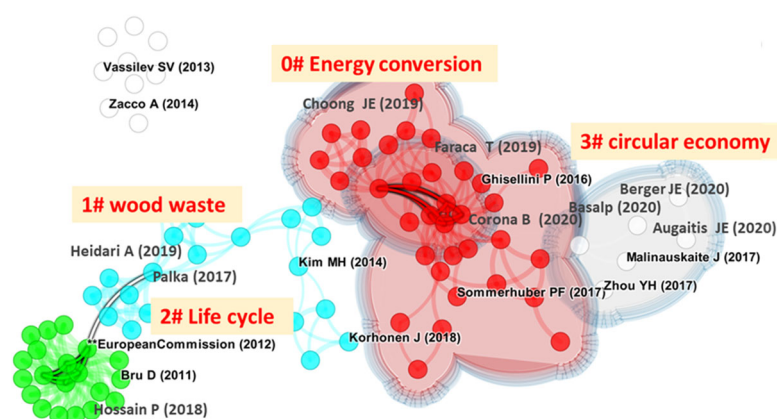 Vassilev SV (2013)
Zacco A (2014)
0# Energy conversion
Choong JE (2019)
Faraca T (2019)
Ghisellini P (2016)
Corona B (2020)
3# circular economy
Berger JE (2020)
Basalp (2020)
Augaitis JE (2020)
Malinauskaite J (2017)
Zhou YH (2017)
1# wood waste
Heidari A (2019)
Palka (2017)
Kim MH (2014)
Sommerhuber PF (2017)
Korhonen J (2018)
2# Life cycle
**EuropeanCommission (2012)
Bru D (2011)
Hossain P (2018)